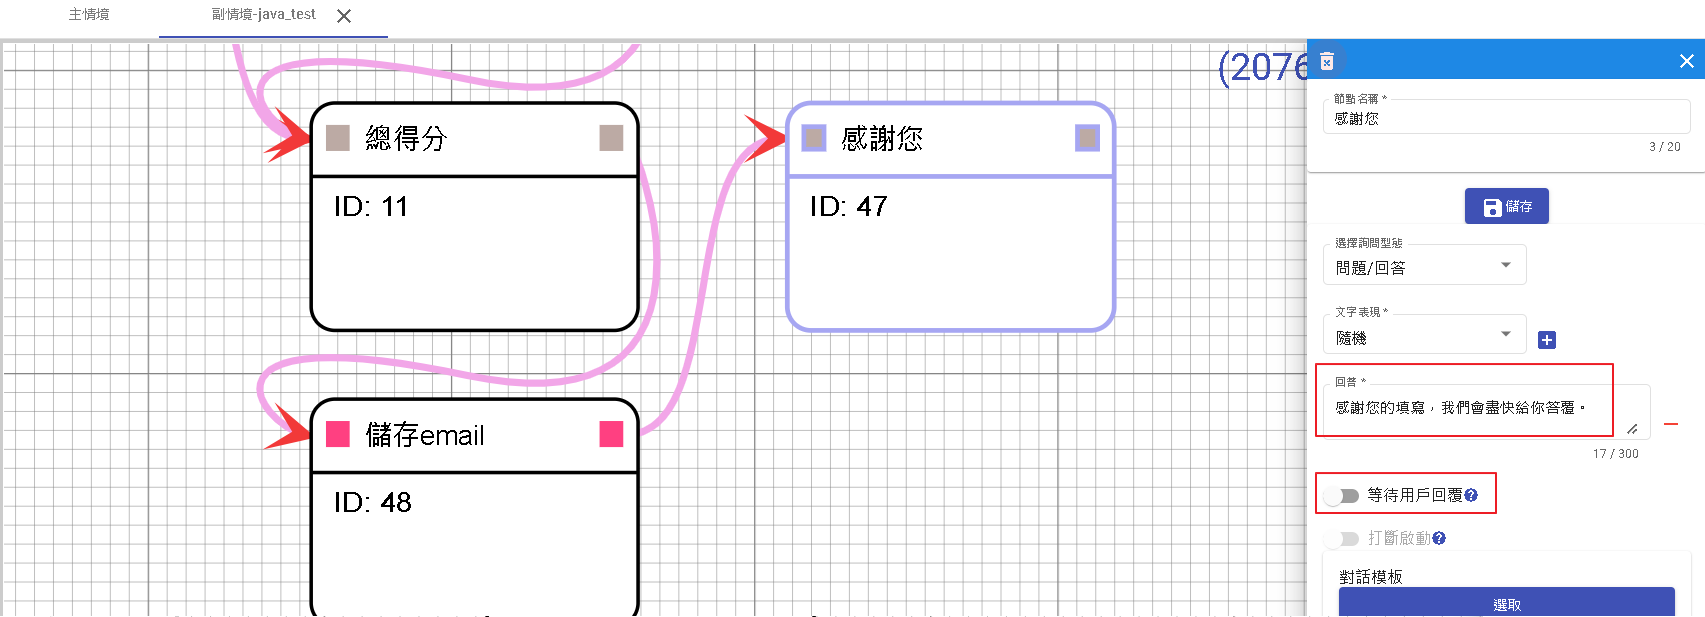 主情境
副情境-java_test
(2076
總得分
ID: 11
感謝您
ID: 47
儲存email
ID: 48
節點名稱 *
感謝您
3 / 20
儲存
選擇詢問型態
問題/回答
文字表現 *
隨機
回答 *
感謝您的填寫，我們會盡快給你答覆。
17 / 300
等待用戶回覆
打斷啟動
對話模板
選取